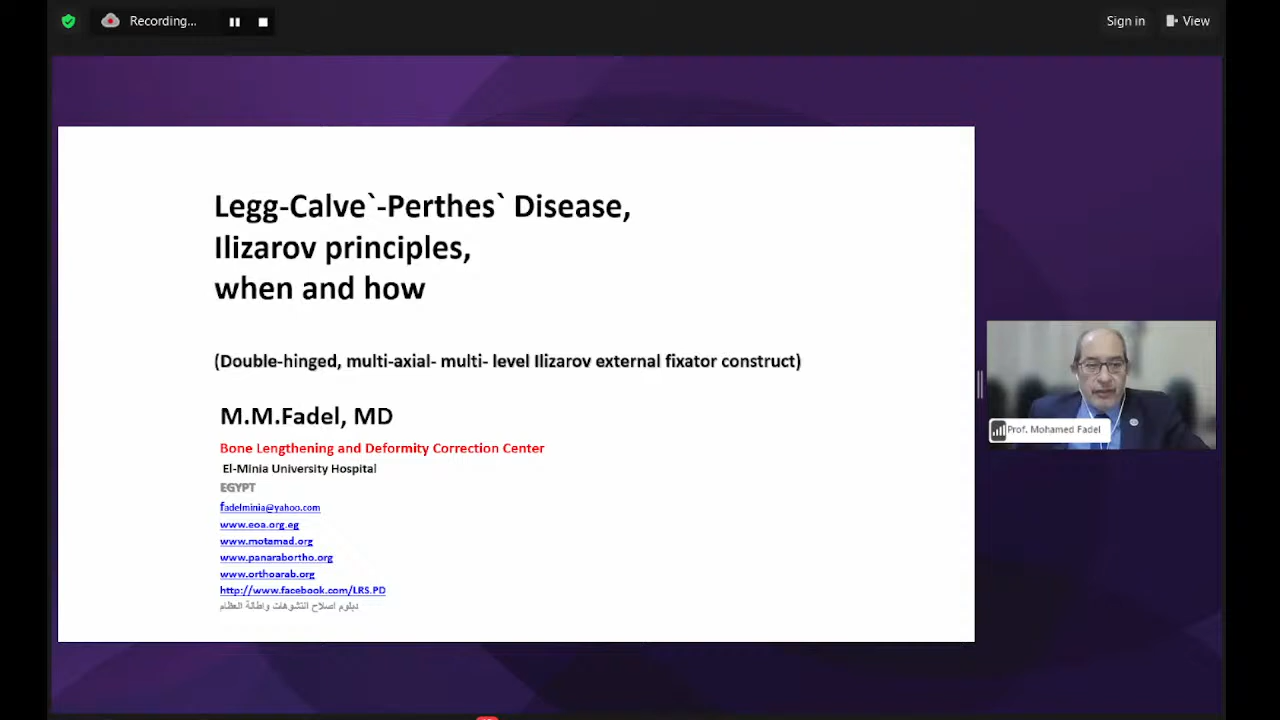 Recording...
Sign in
View
Legg-Calve`-Perthes` Disease,
Ilizarov principles,
when and how
(Double-hinged, multi-axial- multi- level Ilizarov external fixator construct)
M.M.Fadel, MD
Bone Lengthening and Deformity Correction Center
El-Minia University Hospital
EGYPT
fadelminia@yahoo.com
www.eoa.org.eg
www.motamad.org
www.panarabortho.org
www.orthoarab.org
http://www.facebook.com/LRS.PD
دبلوم اصلاح التشوهات واطالة العظام
Prof. Mohamed Fadel